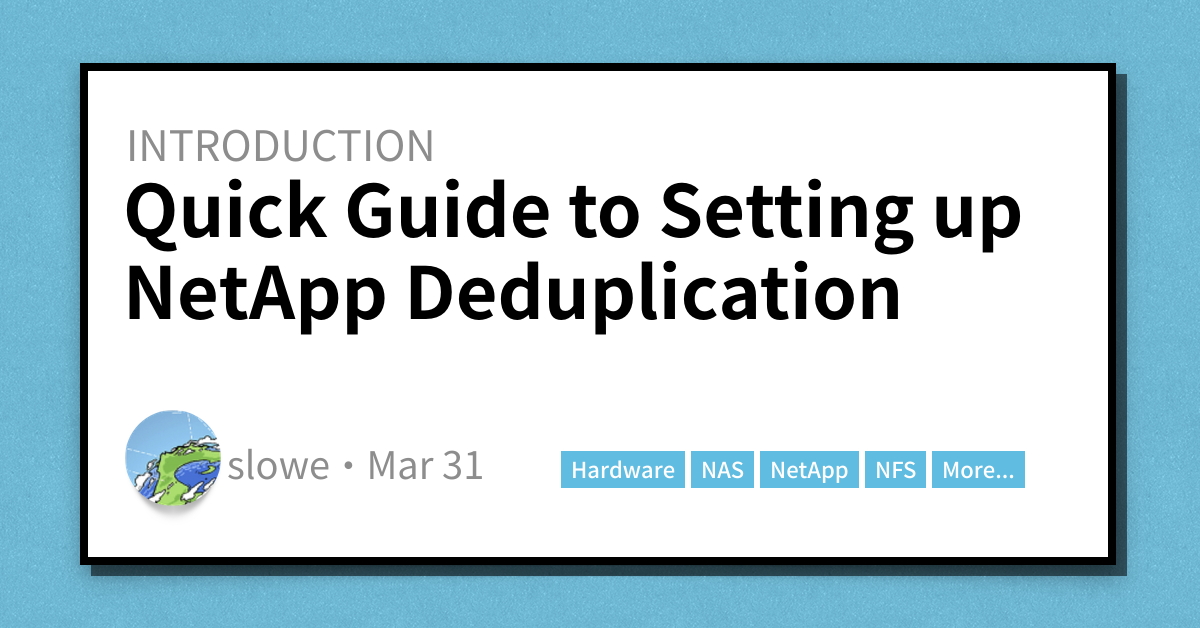 INTRODUCTION
Quick Guide to Setting up
NetApp Deduplication
slowe • Mar 31
Hardware NAS NetApp NFS More...